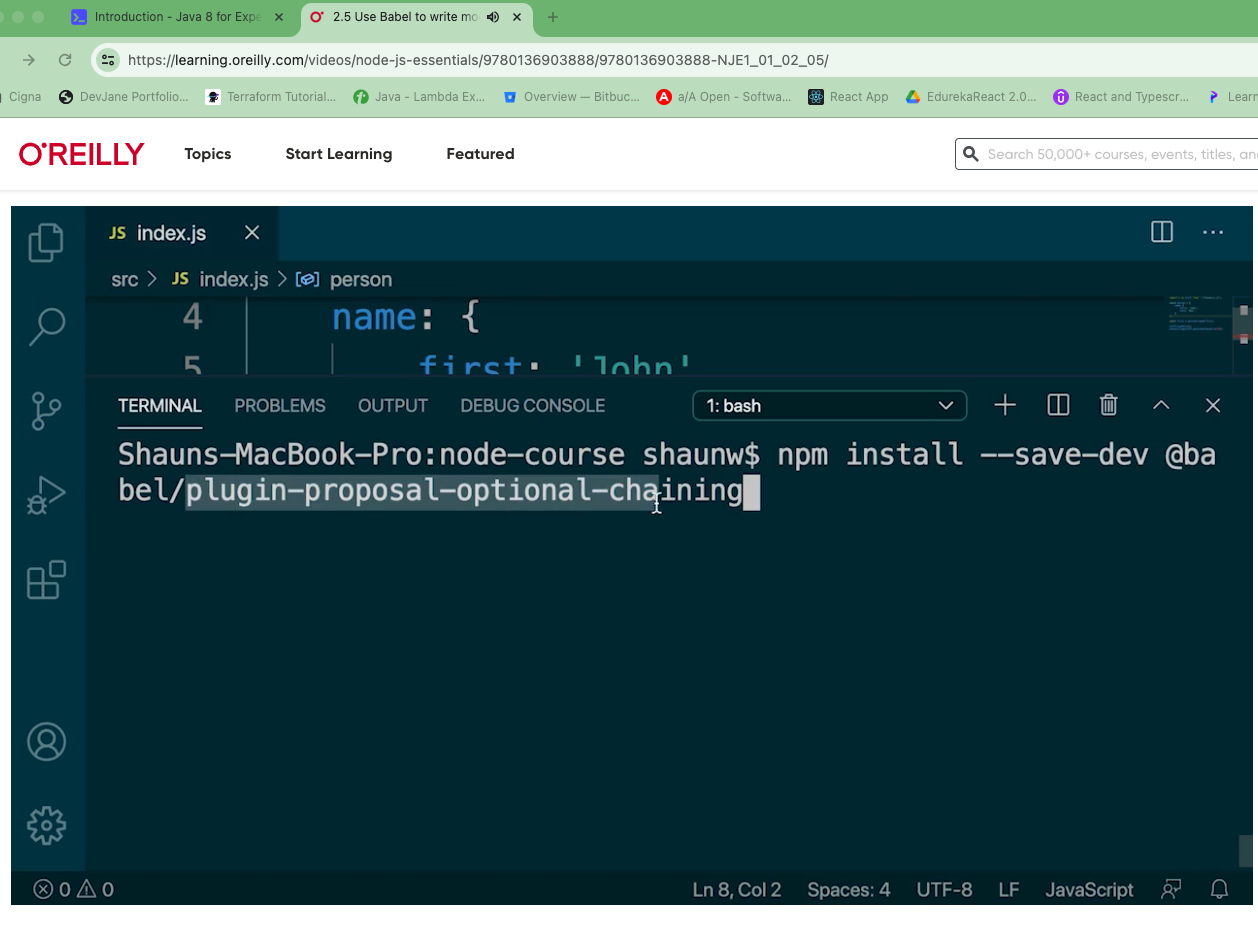 Introduction - Java 8 for Expe
2.5 Use Babel to write mo
https://learning.oreilly.com/videos/node-js-essentials/9780136903888/9780136903888-NJE1_01_02_05/
Cigna
DevJane Portfolio...
Terraform Tutorial...
Java - Lambda Ex...
Overview — Bitbuc...
a/A Open - Softwa...
React App
EdurekaReact 2.0...
React and Typescr...
Learn
O'REILLY
Topics
Start Learning
Featured
Search 50,000+ courses, events, titles, an
JS index.js
src > JS index.js > person
4 name: {
5 first: 'John'
TERMINAL
PROBLEMS
OUTPUT
DEBUG CONSOLE
1: bash
Shauns-MacBook-Pro:node-course shaunw$ npm install --save-dev @ba
bel/plugin-proposal-optional-chaining
0 0
Ln 8, Col 2
Spaces: 4
UTF-8
LF
JavaScript